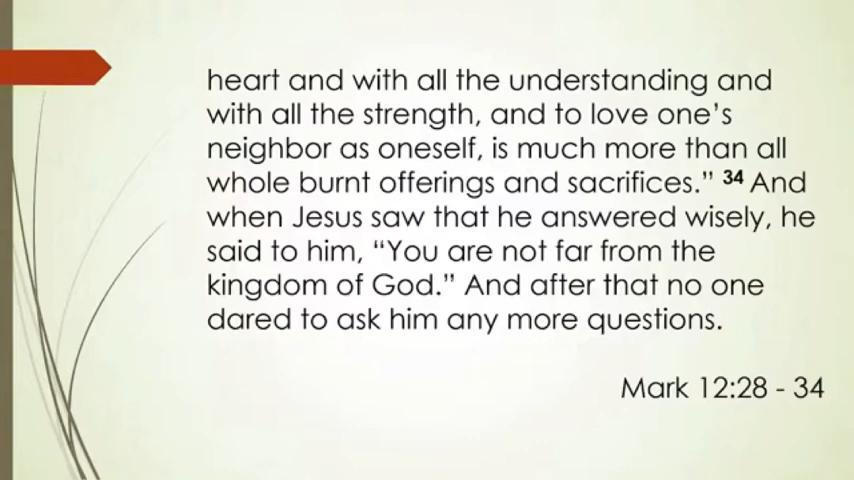 heart and with all the understanding and
with all the strength, and to love one’s
neighbor as oneself, is much more than all
whole burnt offerings and sacrifices.” 34 And
when Jesus saw that he answered wisely, he
said to him, “You are not far from the
kingdom of God.” And after that no one
dared to ask him any more questions.
Mark 12:28 - 34